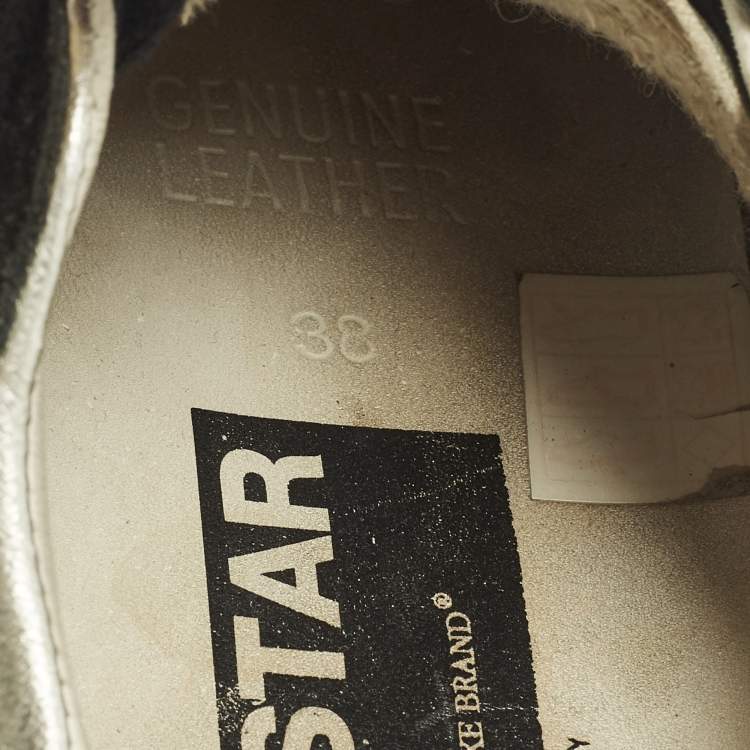 GENUINE
LEATHER
38
STAR
KE BRAND®
Y